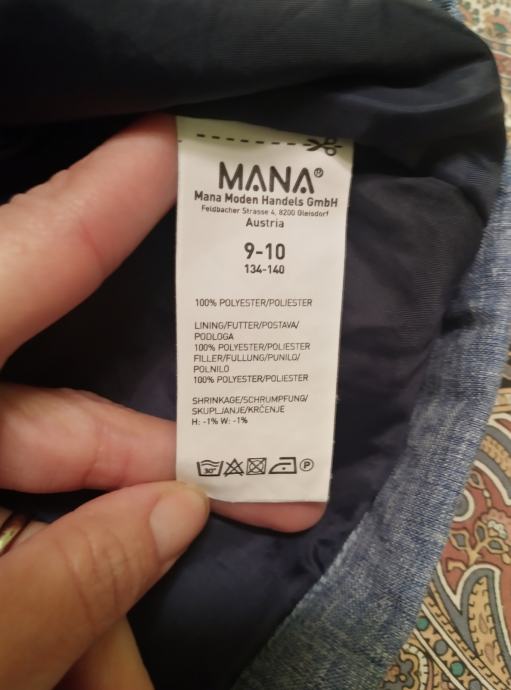 MANA®
Mana Moden Handels GmbH
Feldbacher Strasse 4, 8200 Gleisdorf
Austria
9-10
134-140
100% POLYESTER/POLIESTER
LINING/FUTTER/POSTAVA/
PODLOGA
100% POLYESTER/POLIESTER
FILLER/FULLUNG/PUNILO/
POLNILO
100% POLYESTER/POLIESTER
SHRINKAGE/SCHRUMPFUNG/
SKUPLJANJE/KRČENJE
H: -1% W: -1%
30° P